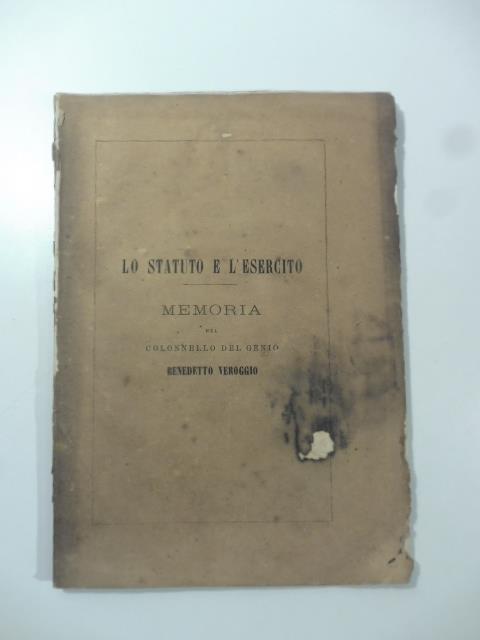 LO STATUTO E L'ESERCITO
MEMORIA
DEL
COLONNELLO DEL GENIO
BENEDETTO VEROGGIO